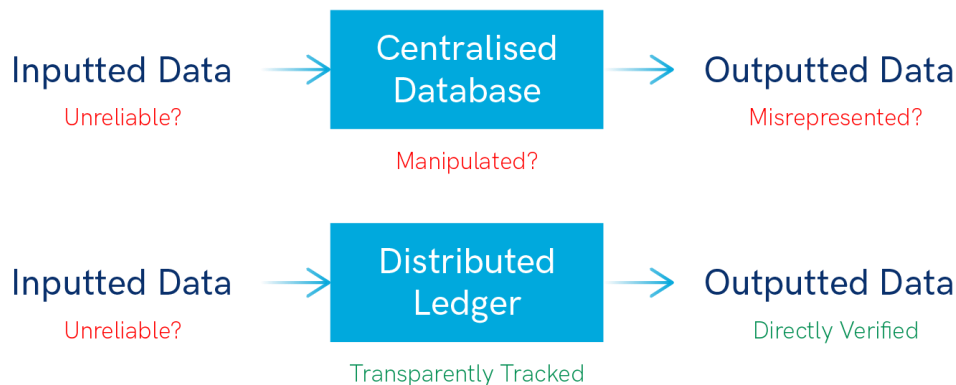 Inputted Data
Unreliable?
Centralised
Database
Manipulated?
Outputted Data
Misrepresented?
Inputted Data
Unreliable?
Distributed
Ledger
Transparently Tracked
Outputted Data
Directly Verified